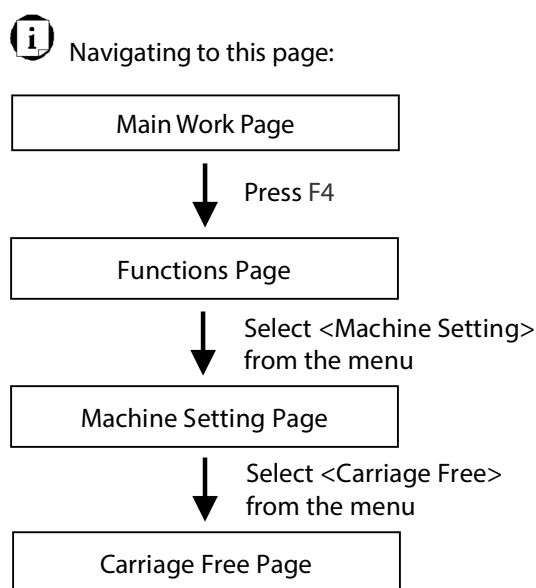 i
Navigating to this page:
Main Work Page
Press F4
Functions Page
Select <Machine Setting>
from the menu
Machine Setting Page
Select <Carriage Free>
from the menu
Carriage Free Page